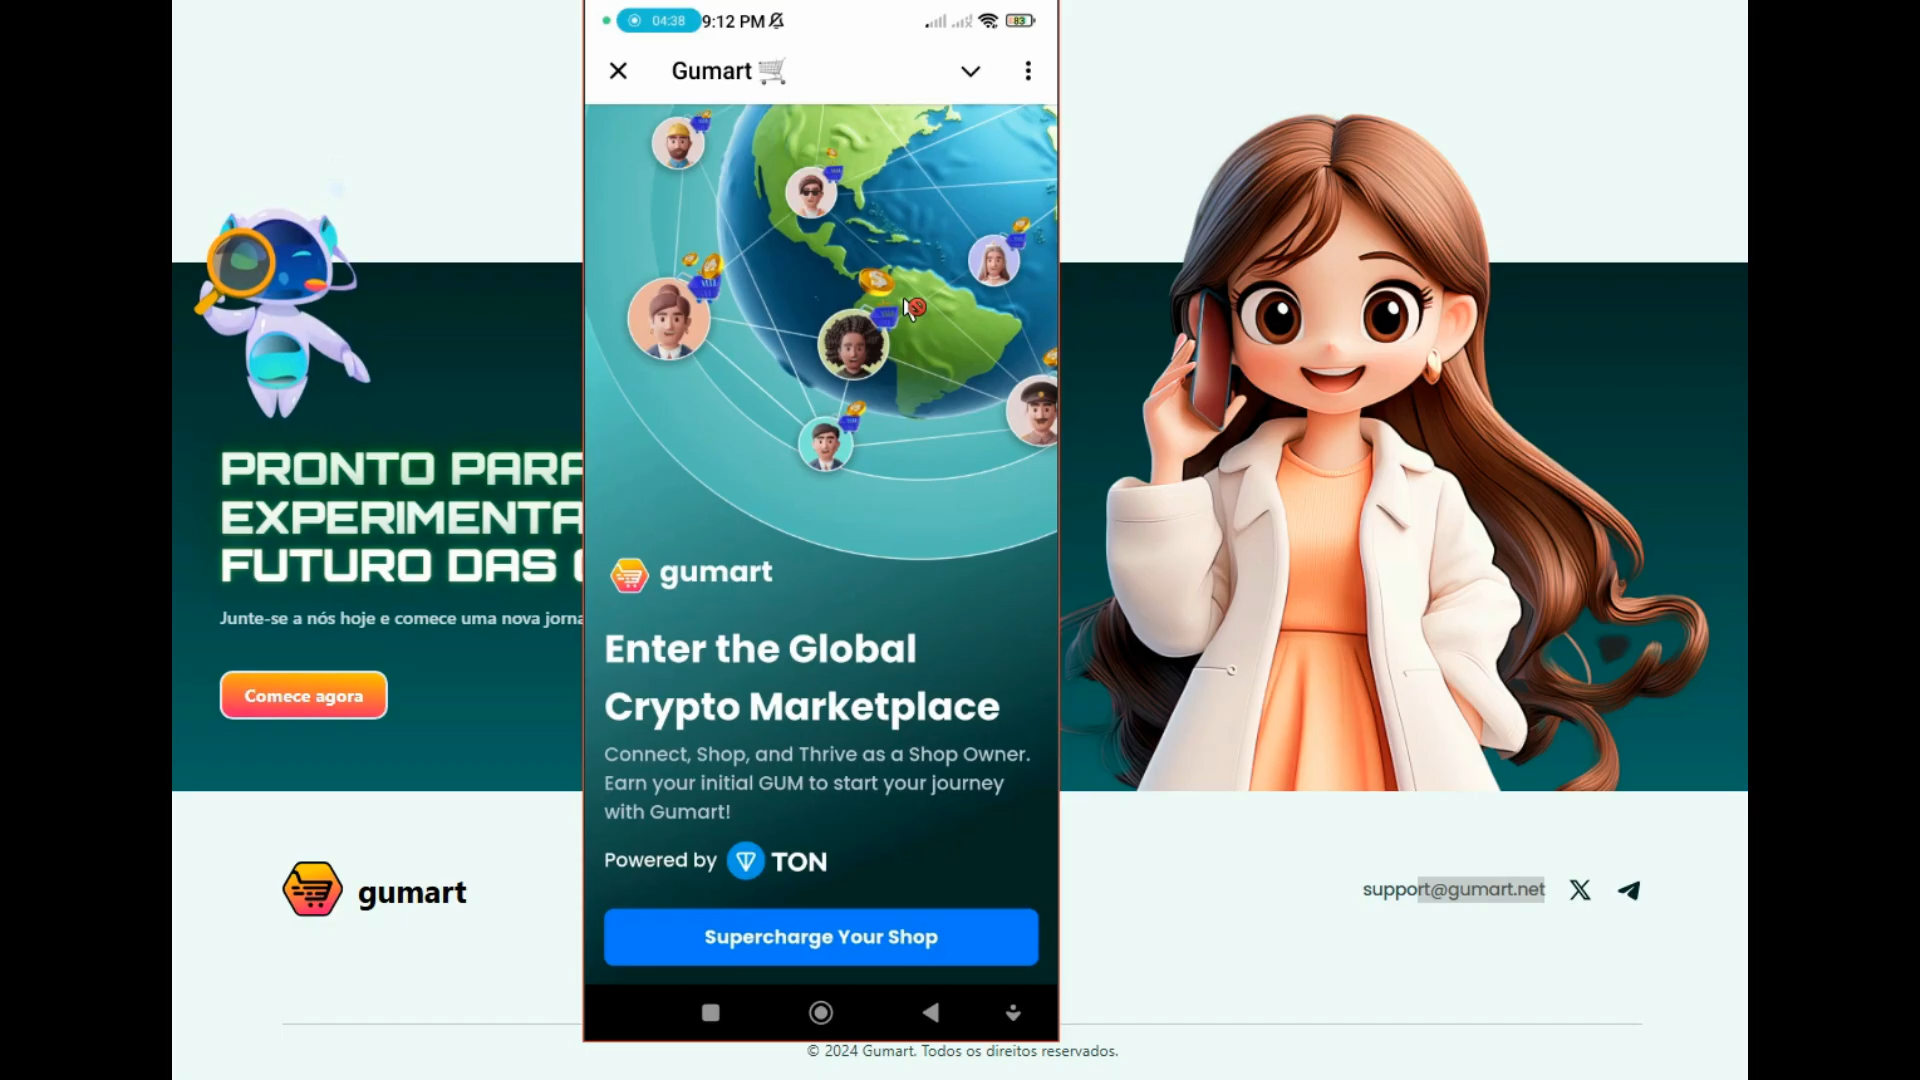 04:38 9:12 PM 83
Gumart
gumart
Enter the Global
Crypto Marketplace
Connect, Shop, and Thrive as a Shop Owner.
Earn your initial GUM to start your journey
with Gumart!
Powered by TON
Supercharge Your Shop
PRONTO PARA
EXPERIMENTA
FUTURO DAS
Junte-se a nós hoje e comece uma nova jorna
Comece agora
gumart
support@gumart.net
© 2024 Gumart. Todos os direitos reservados.